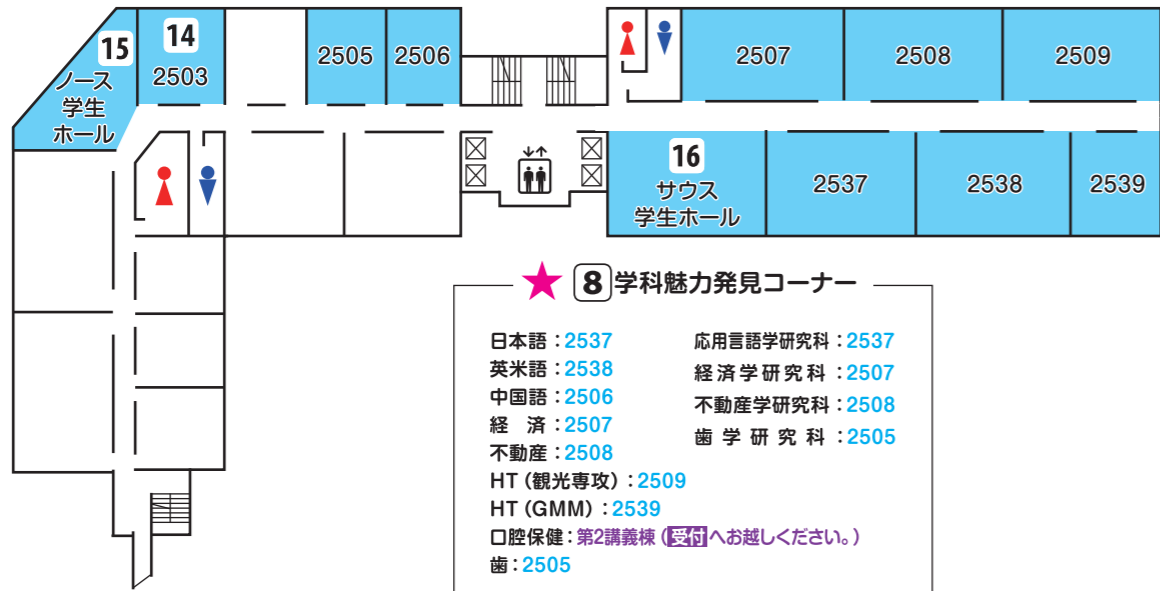 15
ノース
学生
ホール
14
2503
2505
2506
2507
2508
2509
16
サウス
学生ホール
2537
2538
2539
8 学科魅力発見コーナー
日本語：2537
英米語：2538
中国語：2506
経　済：2507
不動産：2508
HT（観光専攻）：2509
HT（GMM）：2539
口腔保健：第2講義棟（受付へお越しください。）
歯：2505
応用言語学研究科：2537
経済学研究科：2507
不動産学研究科：2508
歯学研究科：2505